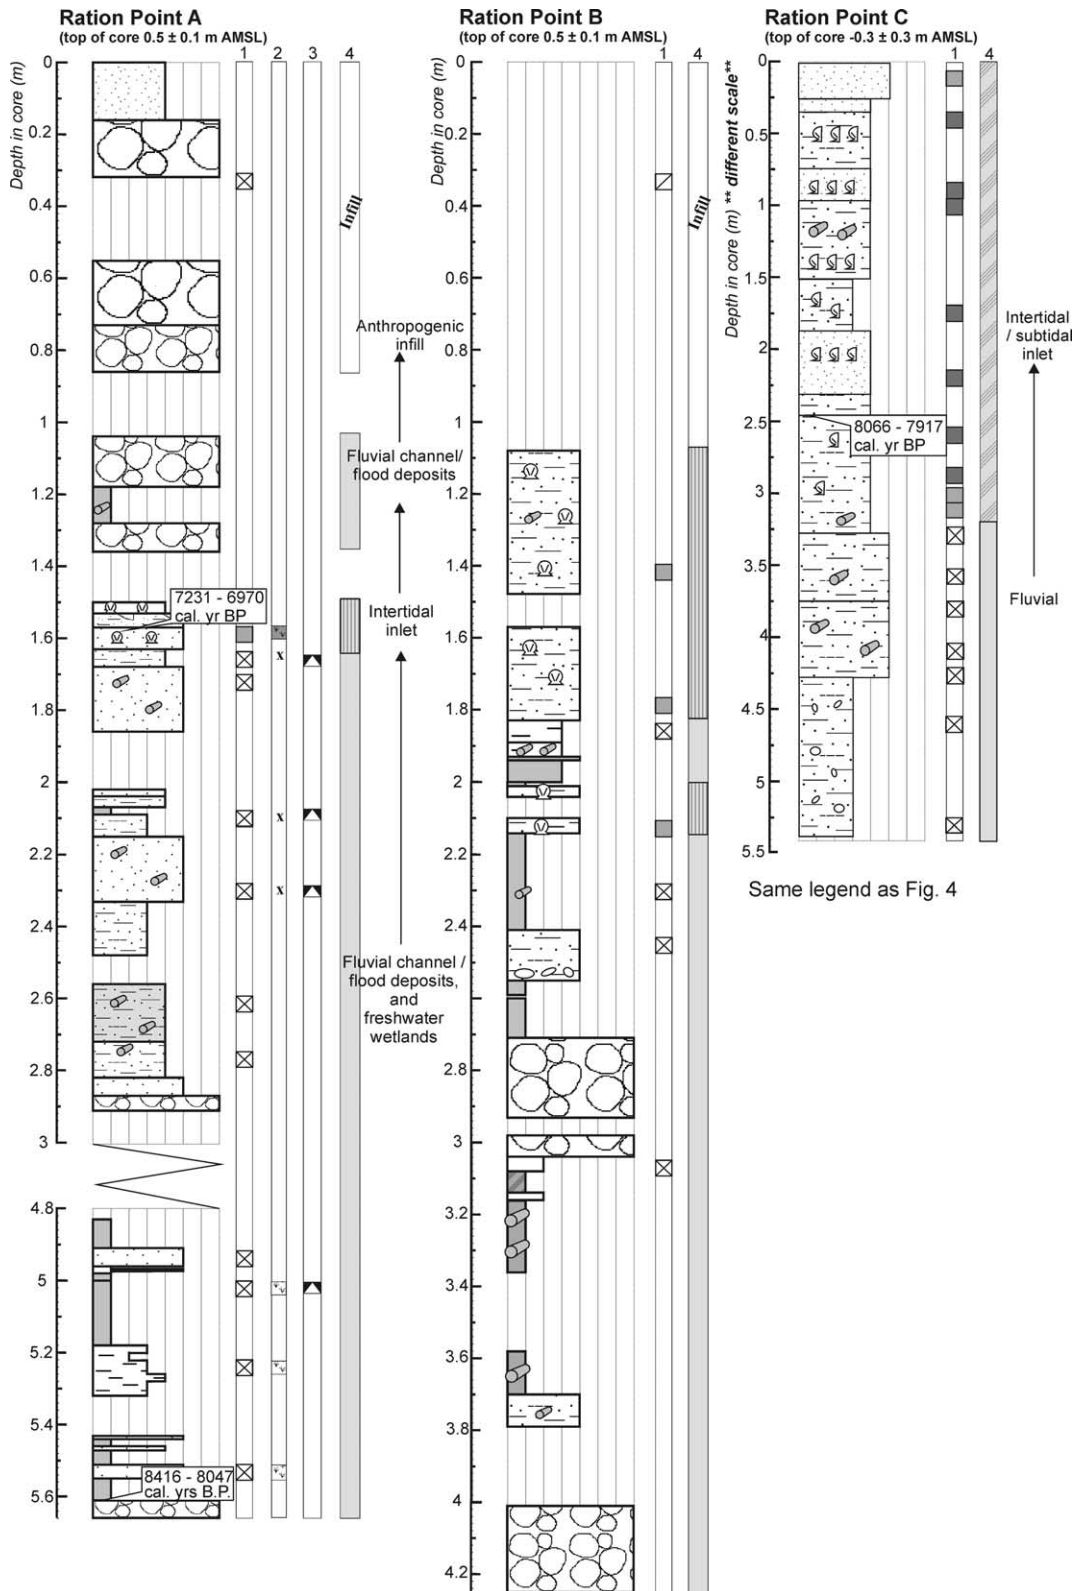 Ration Point A
(top of core 0.5 ± 0.1 m AMSL)
1 2 3 4
Depth in core (m)
0
0.2
0.4
0.6
0.8
1
1.2
1.4
1.6
1.8
2
2.2
2.4
2.6
2.8
3
4.8
5
5.2
5.4
5.6
7231 - 6970
cal. yr BP
x
x
x
8416 - 8047
cal. yrs B.P.
Infill
Anthropogenic
infill
Fluvial channel/
flood deposits
Intertidal
inlet
Fluvial channel /
flood deposits,
and
freshwater
wetlands
Ration Point B
(top of core 0.5 ± 0.1 m AMSL)
1 4
Depth in core (m)
0
0.2
0.4
0.6
0.8
1
1.2
1.4
1.6
1.8
2
2.2
2.4
2.6
2.8
3
3.2
3.4
3.6
3.8
4
4.2
Infill
Ration Point C
(top of core -0.3 ± 0.3 m AMSL)
1 4
Depth in core (m) ** different scale**
0
0.5
1
1.5
2
2.5
3
3.5
4
4.5
5
5.5
8066 - 7917
cal. yr BP
Intertidal
/ subtidal
inlet
Fluvial
Same legend as Fig. 4